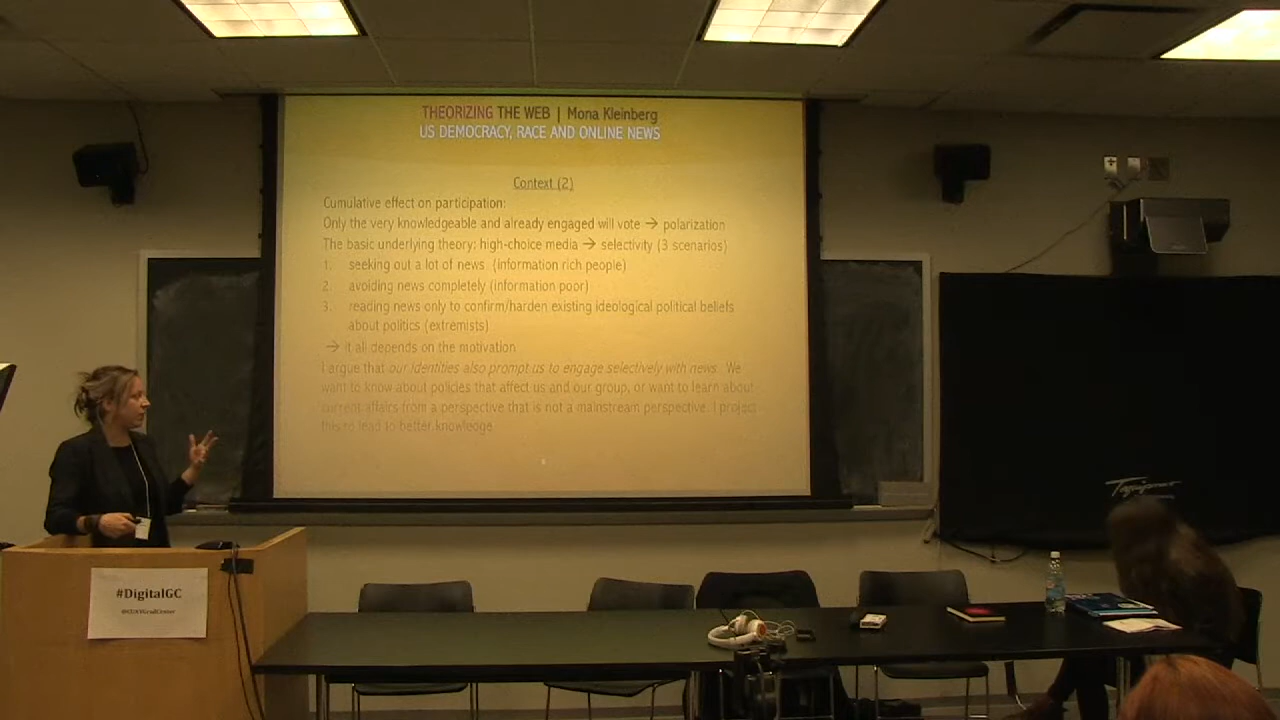 THEORIZING THE WEB | Mona Kleinberg
US DEMOCRACY, RACE AND ONLINE NEWS
Context (2)
Cumulative effect on participation:
Only the very knowledgeable and already engaged will vote → polarization
The basic underlying theory: high-choice media → selectivity (3 scenarios)
1. seeking out a lot of news (information rich people)
2. avoiding news completely (information poor)
3. reading news only to confirm/harden existing ideological political beliefs
about politics (extremists)
→ it all depends on the motivation
I argue that our identities also prompt us to engage selectively with news. We
want to know about policies that affect us and our group, or want to learn about
current affairs from a perspective that is not a mainstream perspective. I project
this to lead to better knowledge
#DigitalGC
@CUNYGradCenter